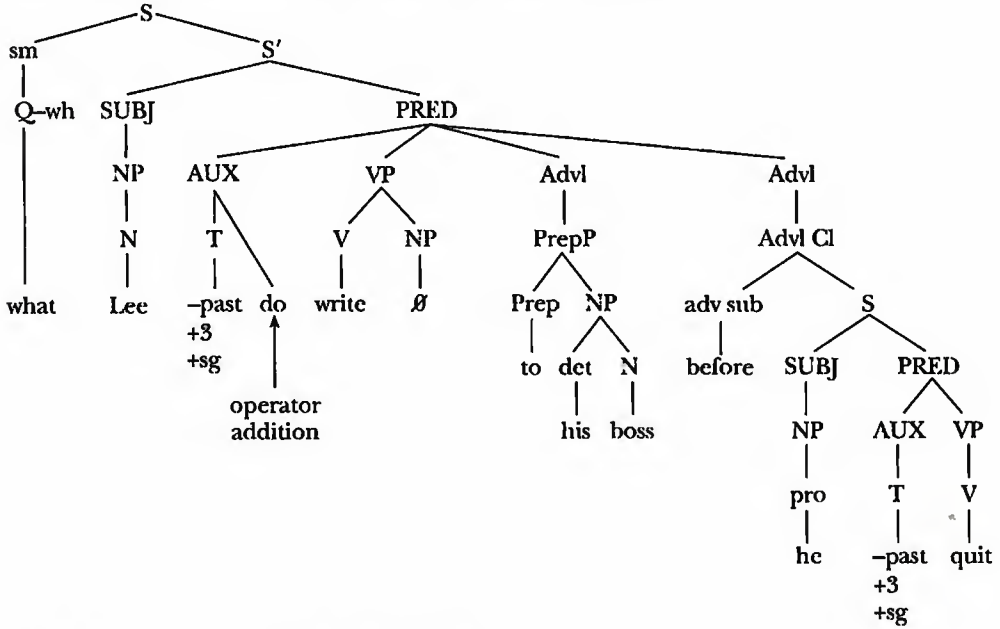 S
sm S′
Q–wh SUBJ PRED
NP AUX VP Advl Advl
N T V NP PrepP Advl Cl
what Lee –past do write Ø Prep NP adv sub S
+3
+sg to det N before SUBJ PRED
operator
addition his boss NP AUX VP
pro T V
he –past quit
+3
+sg